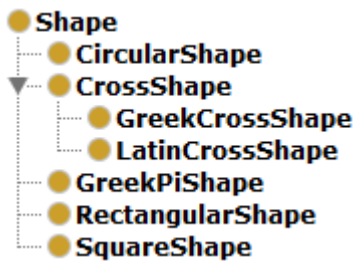 Shape
CircularShape
CrossShape
GreekCrossShape
LatinCrossShape
GreekPiShape
RectangularShape
SquareShape